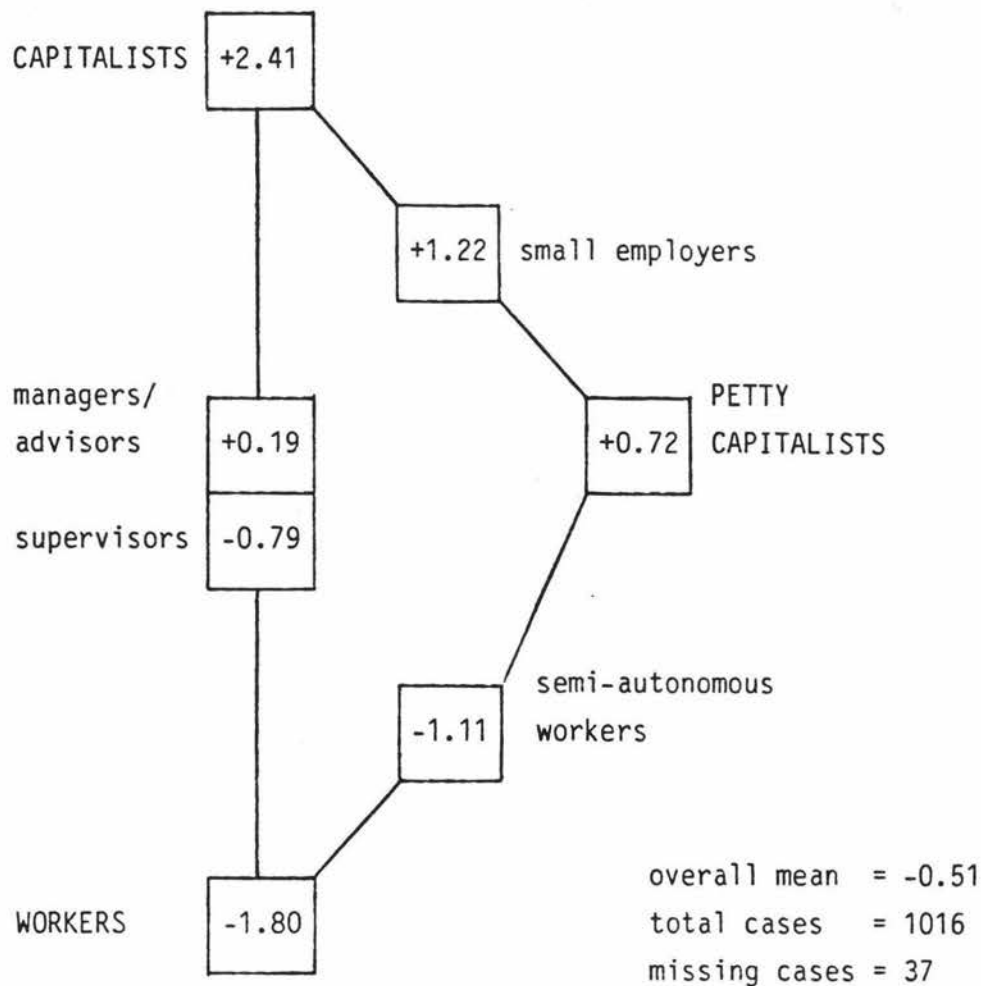 CAPITALISTS +2.41
+1.22 small employers
managers/
advisors +0.19
PETTY
+0.72 CAPITALISTS
supervisors -0.79
semi-autonomous
-1.11 workers
WORKERS -1.80
overall mean = -0.51
total cases = 1016
missing cases = 37